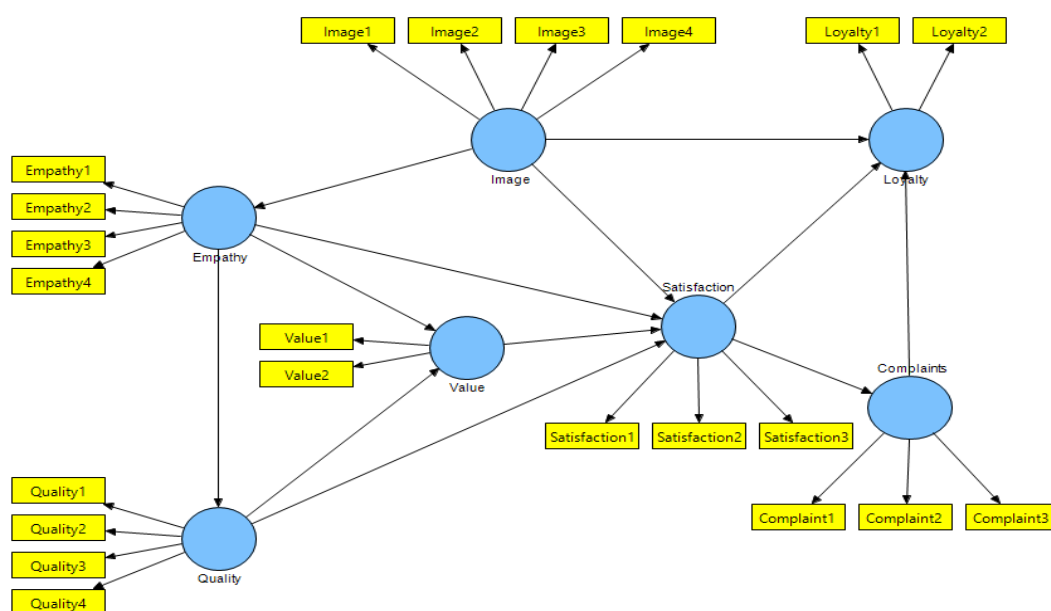 Image1
Image2
Image3
Image4
Loyalty1
Loyalty2
Empathy1
Empathy2
Empathy3
Empathy4
Image
Loyalty
Empathy
Satisfaction
Value1
Value2
Value
Complaints
Satisfaction1
Satisfaction2
Satisfaction3
Quality1
Quality2
Quality3
Quality4
Quality
Complaint1
Complaint2
Complaint3